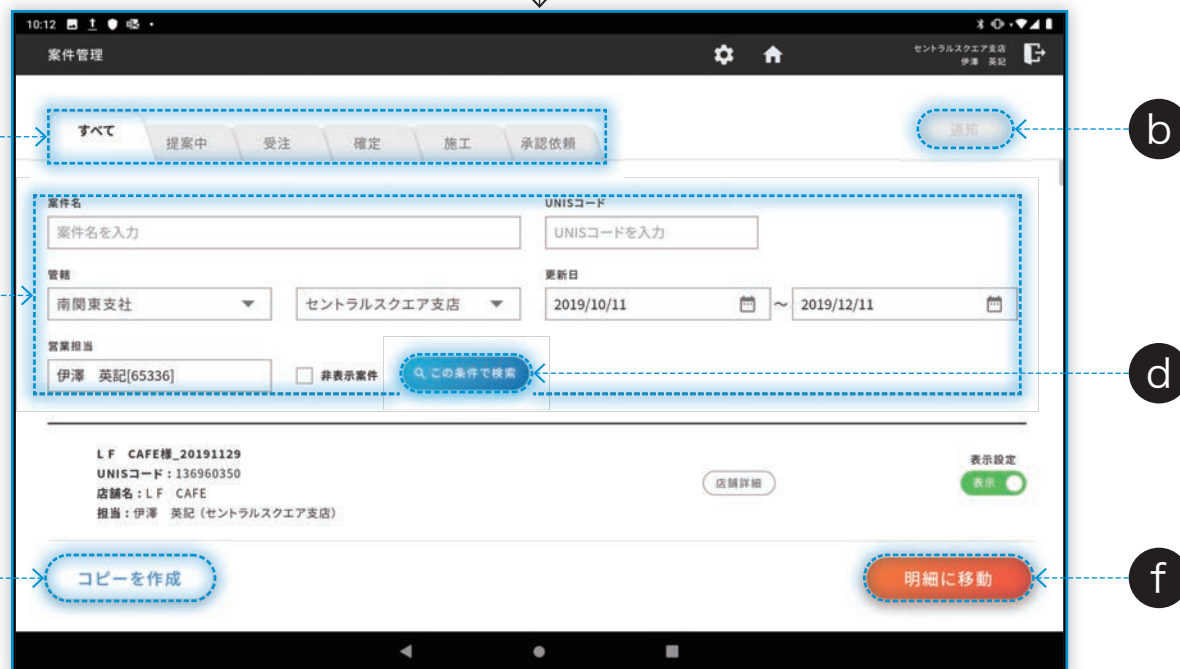 10:12
案件管理
セントラルスクエア支店
伊澤 英記
すべて
提案中
受注
確定
施工
承認依頼
通知
b
案件名
UNISコード
案件名を入力
UNISコードを入力
管轄
更新日
南関東支社
セントラルスクエア支店
2019/10/11
～
2019/12/11
営業担当
伊澤 英記[65336]
非表示案件
この条件で検索
d
LF CAFE様_20191129
UNISコード：136960350
店舗名：LF CAFE
担当：伊澤 英記（セントラルスクエア支店）
店舗詳細
表示設定
表示
コピーを作成
明細に移動
f